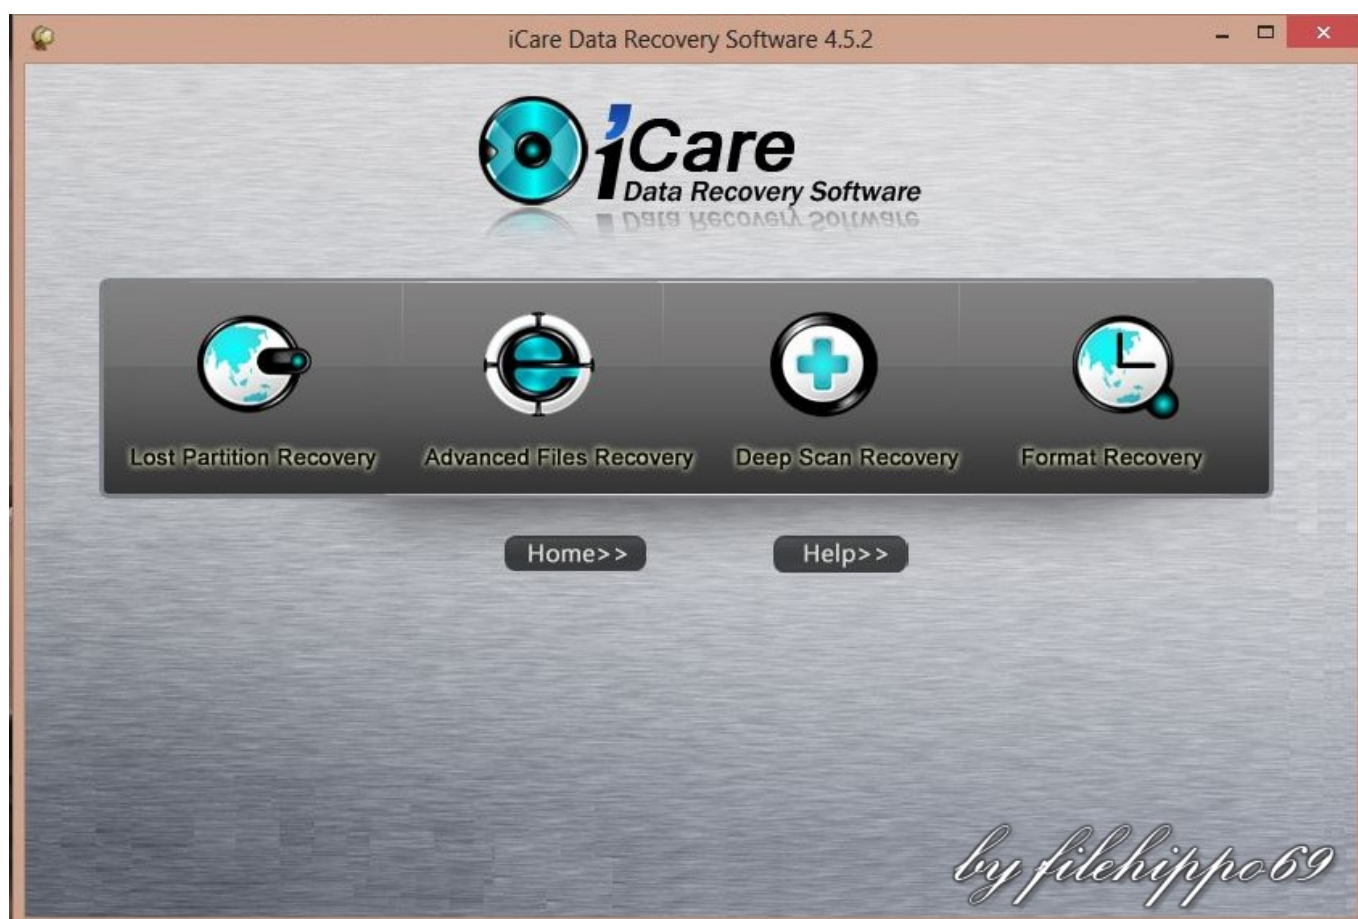 iCare Data Recovery Software 4.5.2
iCare
Data Recovery Software
Lost Partition Recovery
Advanced Files Recovery
Deep Scan Recovery
Format Recovery
Home>>
Help>>
by filehippo69